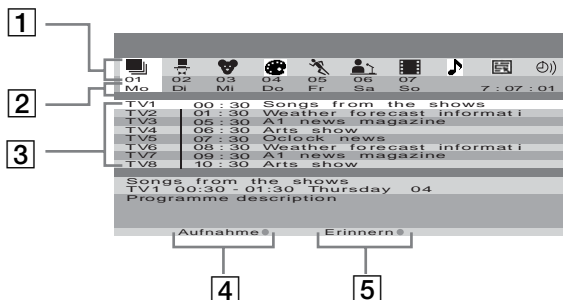 1
01 02 03 04 05 06 07
2
Mo Di Mi Do Fr Sa So 7 : 07 : 01
3
TV1 00 : 30 Songs from the shows
TV2 01 : 30 Weather forecast informati
TV3 05 : 30 A1 news magazine
TV4 06 : 30 Arts show
TV5 07 : 30 Oclock news
TV6 08 : 30 Weather forecast informati
TV7 09 : 30 A1 news magazine
TV8 10 : 30 Arts show
Songs from the shows
TV1 00:30 - 01:30 Thursday 04
Programme description
Aufnahme Erinnern
4 5